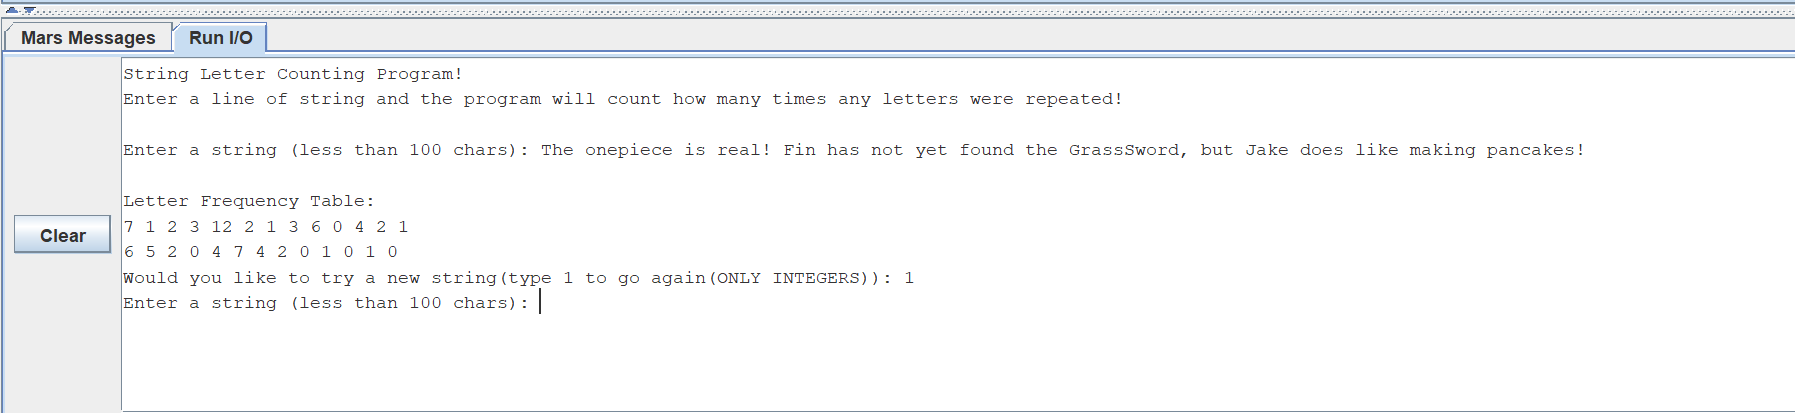 Mars Messages Run I/O
String Letter Counting Program!
Enter a line of string and the program will count how many times any letters were repeated!
Enter a string (less than 100 chars): The onepiece is real! Fin has not yet found the GrassSword, but Jake does like making pancakes!
Letter Frequency Table:
7 1 2 3 12 2 1 3 6 0 4 2 1
Clear
6 5 2 0 4 7 4 2 0 1 0 1 0
Would you like to try a new string(type 1 to go again(ONLY INTEGERS)): 1
Enter a string (less than 100 chars):